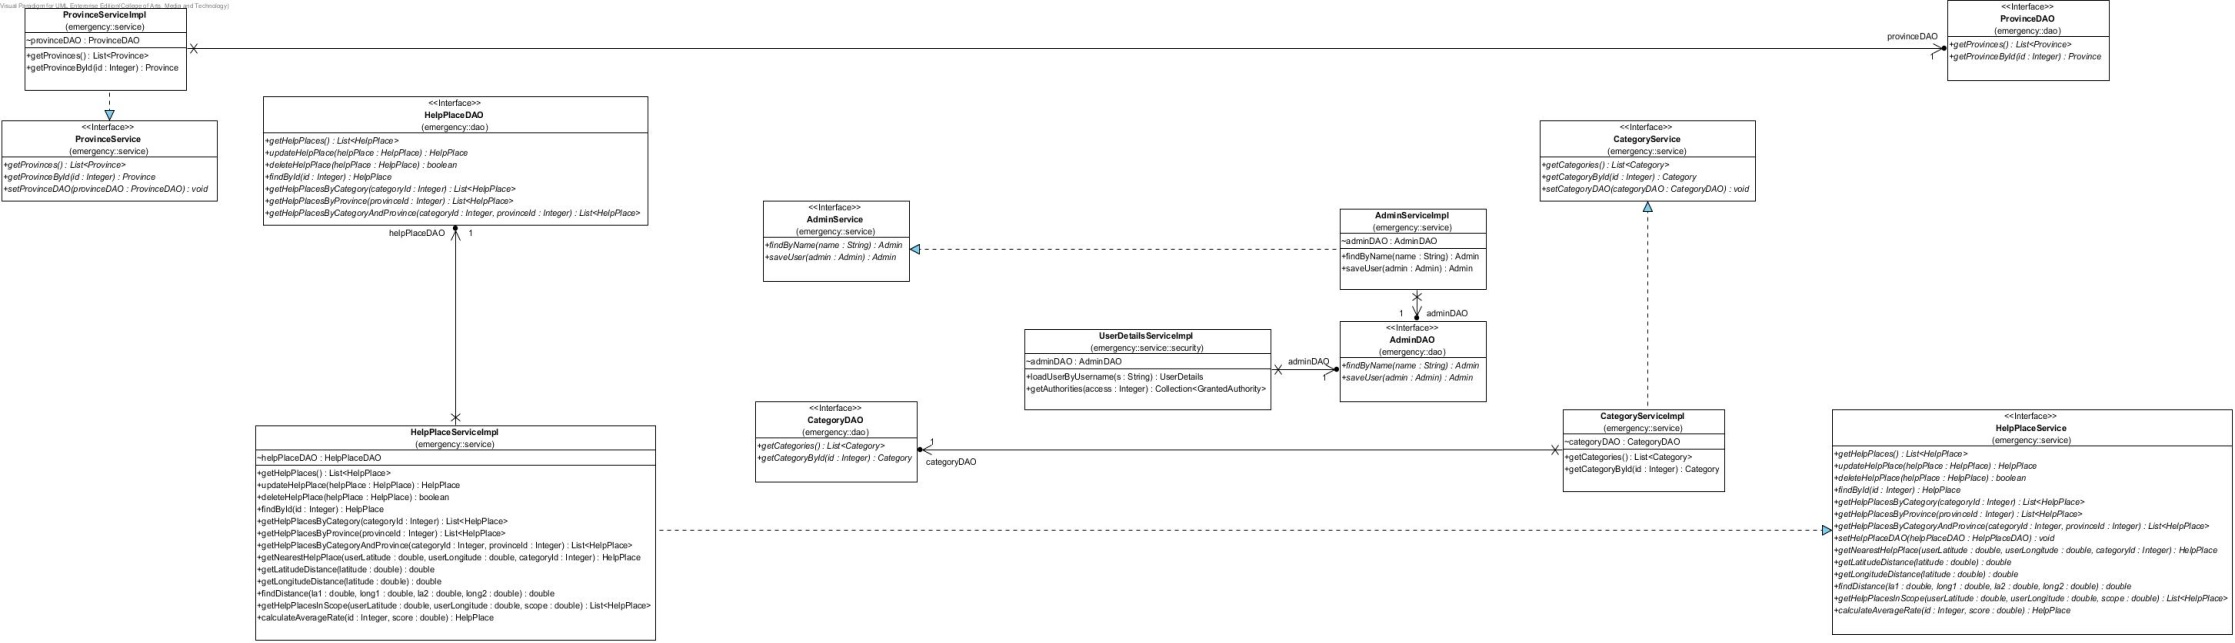 Visual Paradigm for UML Enterprise Edition(College of Arts, Media and Technology)
ProvinceServiceImpl
(emergency::service)
~provinceDAO : ProvinceDAO
+getProvinces() : List<Province>
+getProvinceById(id : Integer) : Province
provinceDAO
1
<<Interface>>
ProvinceDAO
(emergency::dao)
+getProvinces() : List<Province>
+getProvinceById(id : Integer) : Province
<<Interface>>
ProvinceService
(emergency::service)
+getProvinces() : List<Province>
+getProvinceById(id : Integer) : Province
+setProvinceDAO(provinceDAO : ProvinceDAO) : void
<<Interface>>
HelpPlaceDAO
(emergency::dao)
+getHelpPlaces() : List<HelpPlace>
+updateHelpPlace(helpPlace : HelpPlace) : HelpPlace
+deleteHelpPlace(helpPlace : HelpPlace) : boolean
+findById(id : Integer) : HelpPlace
+getHelpPlacesByCategory(categoryId : Integer) : List<HelpPlace>
+getHelpPlacesByProvince(provinceId : Integer) : List<HelpPlace>
+getHelpPlacesByCategoryAndProvince(categoryId : Integer, provinceId : Integer) : List<HelpPlace>
helpPlaceDAO
1
<<Interface>>
CategoryService
(emergency::service)
+getCategories() : List<Category>
+getCategoryById(id : Integer) : Category
+setCategoryDAO(categoryDAO : CategoryDAO) : void
<<Interface>>
AdminService
(emergency::service)
+findByName(name : String) : Admin
+saveUser(admin : Admin) : Admin
AdminServiceImpl
(emergency::service)
~adminDAO : AdminDAO
+findByName(name : String) : Admin
+saveUser(admin : Admin) : Admin
1
adminDAO
<<Interface>>
AdminDAO
(emergency::dao)
+findByName(name : String) : Admin
+saveUser(admin : Admin) : Admin
UserDetailsServiceImpl
(emergency::service::security)
~adminDAO : AdminDAO
+loadUserByUsername(s : String) : UserDetails
+getAuthorities(access : Integer) : Collection<GrantedAuthority>
adminDAO
1
<<Interface>>
CategoryDAO
(emergency::dao)
+getCategories() : List<Category>
+getCategoryById(id : Integer) : Category
1
categoryDAO
CategoryServiceImpl
(emergency::service)
~categoryDAO : CategoryDAO
+getCategories() : List<Category>
+getCategoryById(id : Integer) : Category
HelpPlaceServiceImpl
(emergency::service)
~helpPlaceDAO : HelpPlaceDAO
+getHelpPlaces() : List<HelpPlace>
+updateHelpPlace(helpPlace : HelpPlace) : HelpPlace
+deleteHelpPlace(helpPlace : HelpPlace) : boolean
+findById(id : Integer) : HelpPlace
+getHelpPlacesByCategory(categoryId : Integer) : List<HelpPlace>
+getHelpPlacesByProvince(provinceId : Integer) : List<HelpPlace>
+getHelpPlacesByCategoryAndProvince(categoryId : Integer, provinceId : Integer) : List<HelpPlace>
+getNearestHelpPlace(userLatitude : double, userLongitude : double, categoryId : Integer) : HelpPlace
+getLatitudeDistance(latitude : double) : double
+getLongitudeDistance(latitude : double) : double
+findDistance(la1 : double, long1 : double, la2 : double, long2 : double) : double
+getHelpPlacesInScope(userLatitude : double, userLongitude : double, scope : double) : List<HelpPlace>
+calculateAverageRate(id : Integer, score : double) : HelpPlace
<<Interface>>
HelpPlaceService
(emergency::service)
+getHelpPlaces() : List<HelpPlace>
+updateHelpPlace(helpPlace : HelpPlace) : HelpPlace
+deleteHelpPlace(helpPlace : HelpPlace) : boolean
+findById(id : Integer) : HelpPlace
+getHelpPlacesByCategory(categoryId : Integer) : List<HelpPlace>
+getHelpPlacesByProvince(provinceId : Integer) : List<HelpPlace>
+getHelpPlacesByCategoryAndProvince(categoryId : Integer, provinceId : Integer) : List<HelpPlace>
+setHelpPlaceDAO(helpPlaceDAO : HelpPlaceDAO) : void
+getNearestHelpPlace(userLatitude : double, userLongitude : double, categoryId : Integer) : HelpPlace
+getLatitudeDistance(latitude : double) : double
+getLongitudeDistance(latitude : double) : double
+findDistance(la1 : double, long1 : double, la2 : double, long2 : double) : double
+getHelpPlacesInScope(userLatitude : double, userLongitude : double, scope : double) : List<HelpPlace>
+calculateAverageRate(id : Integer, score : double) : HelpPlace